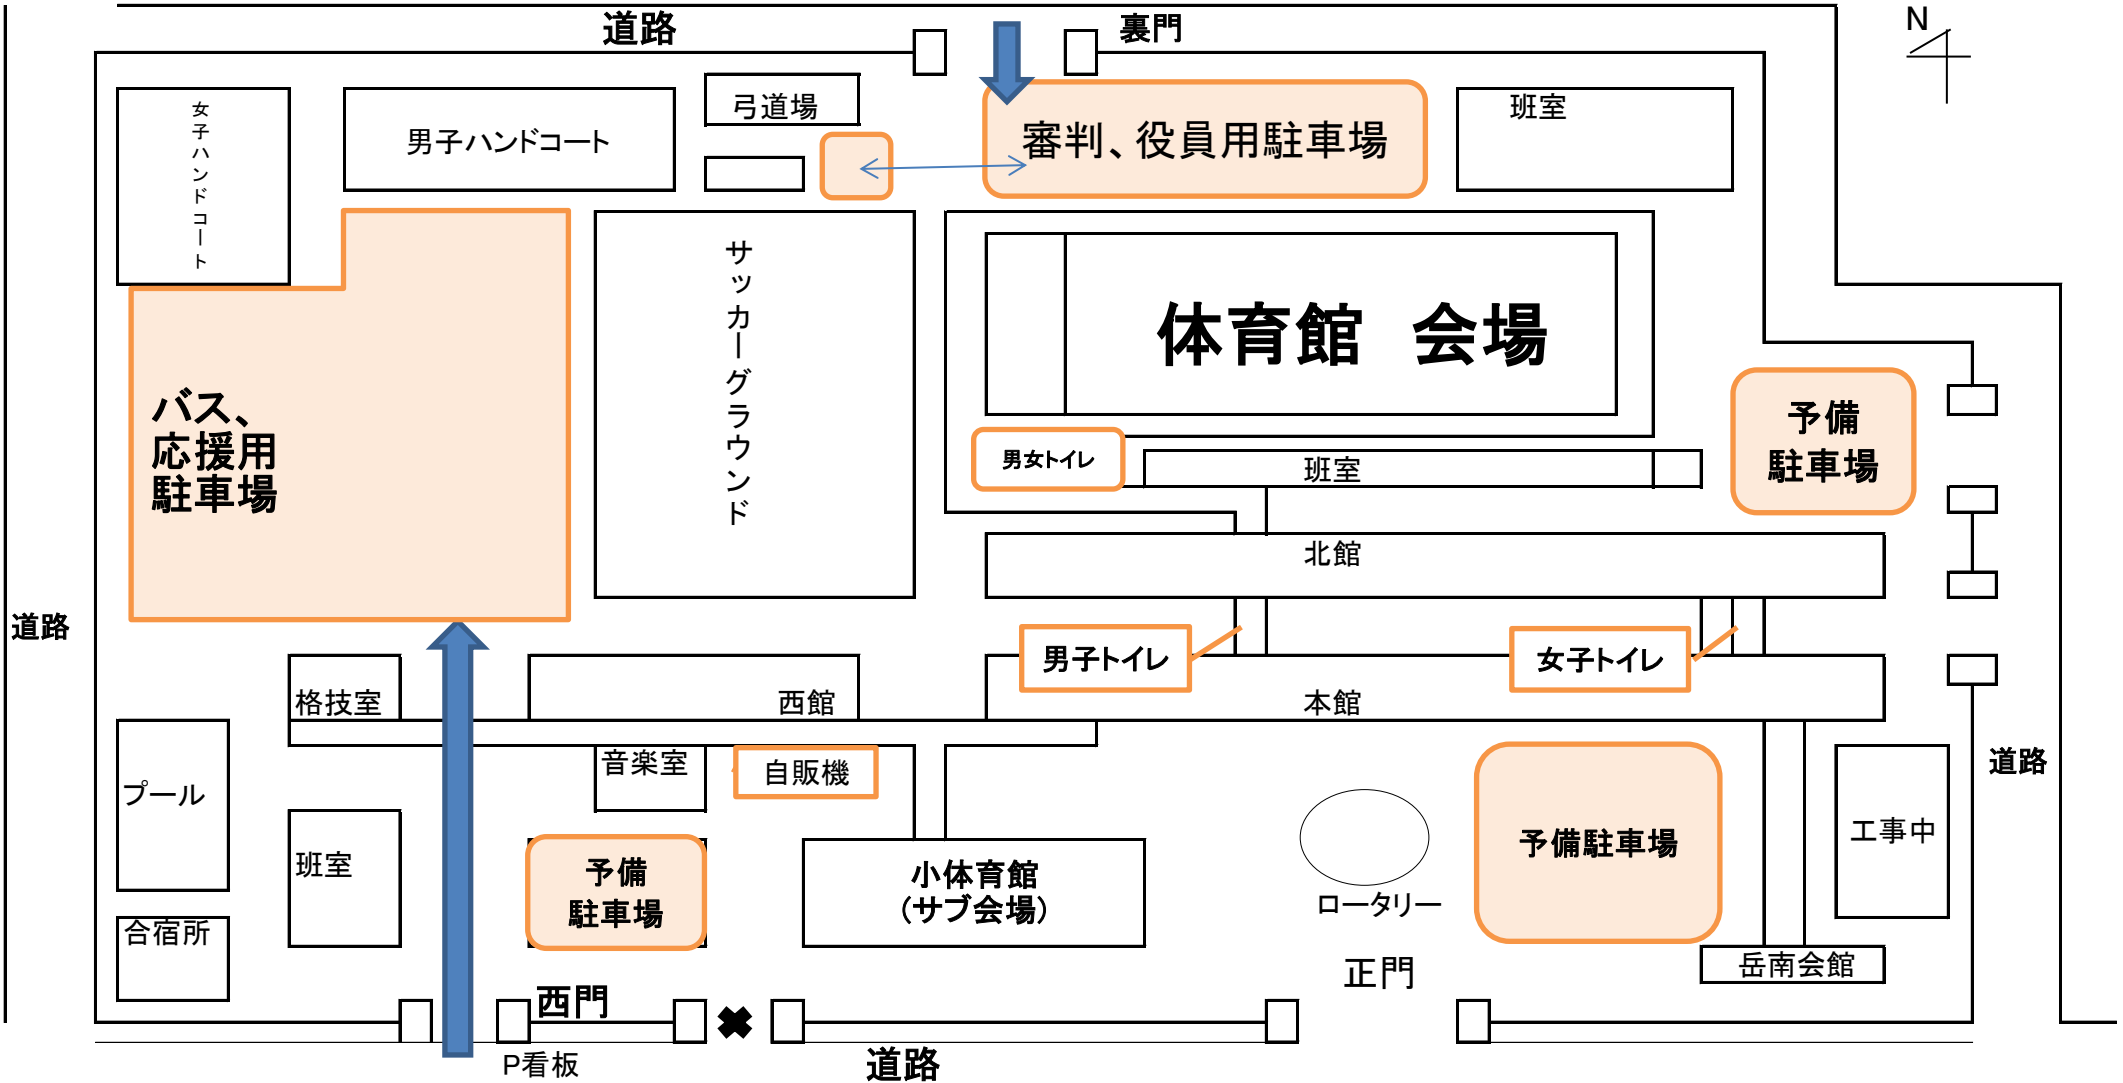 道路
裏門
N
女子ハンドコート
男子ハンドコート
弓道場
審判、役員用駐車場
班室
サッカーグラウンド
体育館　会場
バス、
応援用
駐車場
予備
駐車場
男女トイレ
班室
北館
道路
男子トイレ
女子トイレ
格技室
西館
本館
音楽室
自販機
道路
プール
班室
予備
駐車場
小体育館
（サブ会場）
ロータリー
予備駐車場
工事中
合宿所
岳南会館
正門
西門
P看板
道路